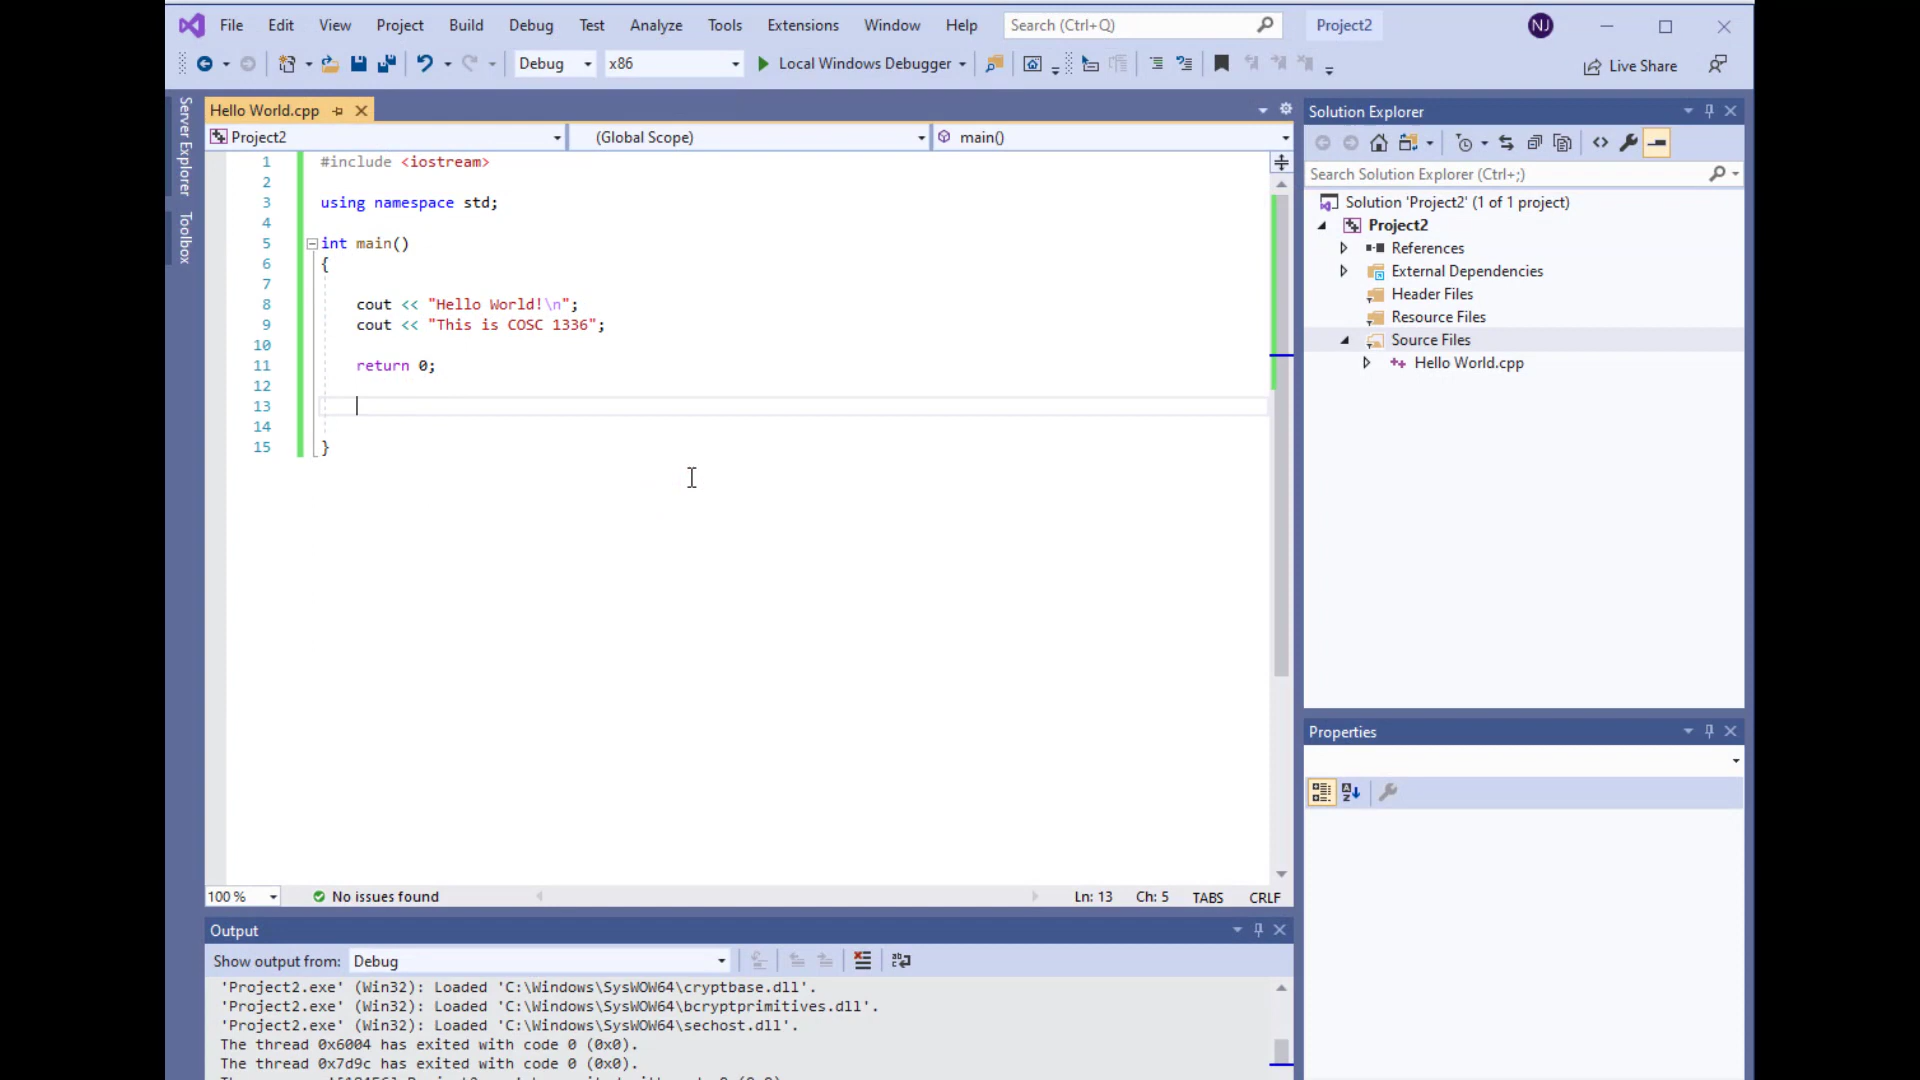 File Edit View Project Build Debug Test Analyze Tools Extensions Window Help Search (Ctrl+Q) Project2 NJ
Debug x86 Local Windows Debugger Live Share
Server Explorer
Toolbox
Hello World.cpp
Project2 (Global Scope) main()
1 #include <iostream>
2
3 using namespace std;
4
5 int main()
6 {
7
8 cout << "Hello World!\n";
9 cout << "This is COSC 1336";
10
11 return 0;
12
13
14
15 }
100 % No issues found Ln: 13 Ch: 5 TABS CRLF
Output
Show output from: Debug
'Project2.exe' (Win32): Loaded 'C:\Windows\SysWOW64\cryptbase.dll'.
'Project2.exe' (Win32): Loaded 'C:\Windows\SysWOW64\bcryptprimitives.dll'.
'Project2.exe' (Win32): Loaded 'C:\Windows\SysWOW64\sechost.dll'.
The thread 0x6004 has exited with code 0 (0x0).
The thread 0x7d9c has exited with code 0 (0x0).
Solution Explorer
Search Solution Explorer (Ctrl+;)
Solution 'Project2' (1 of 1 project)
Project2
References
External Dependencies
Header Files
Resource Files
Source Files
Hello World.cpp
Properties